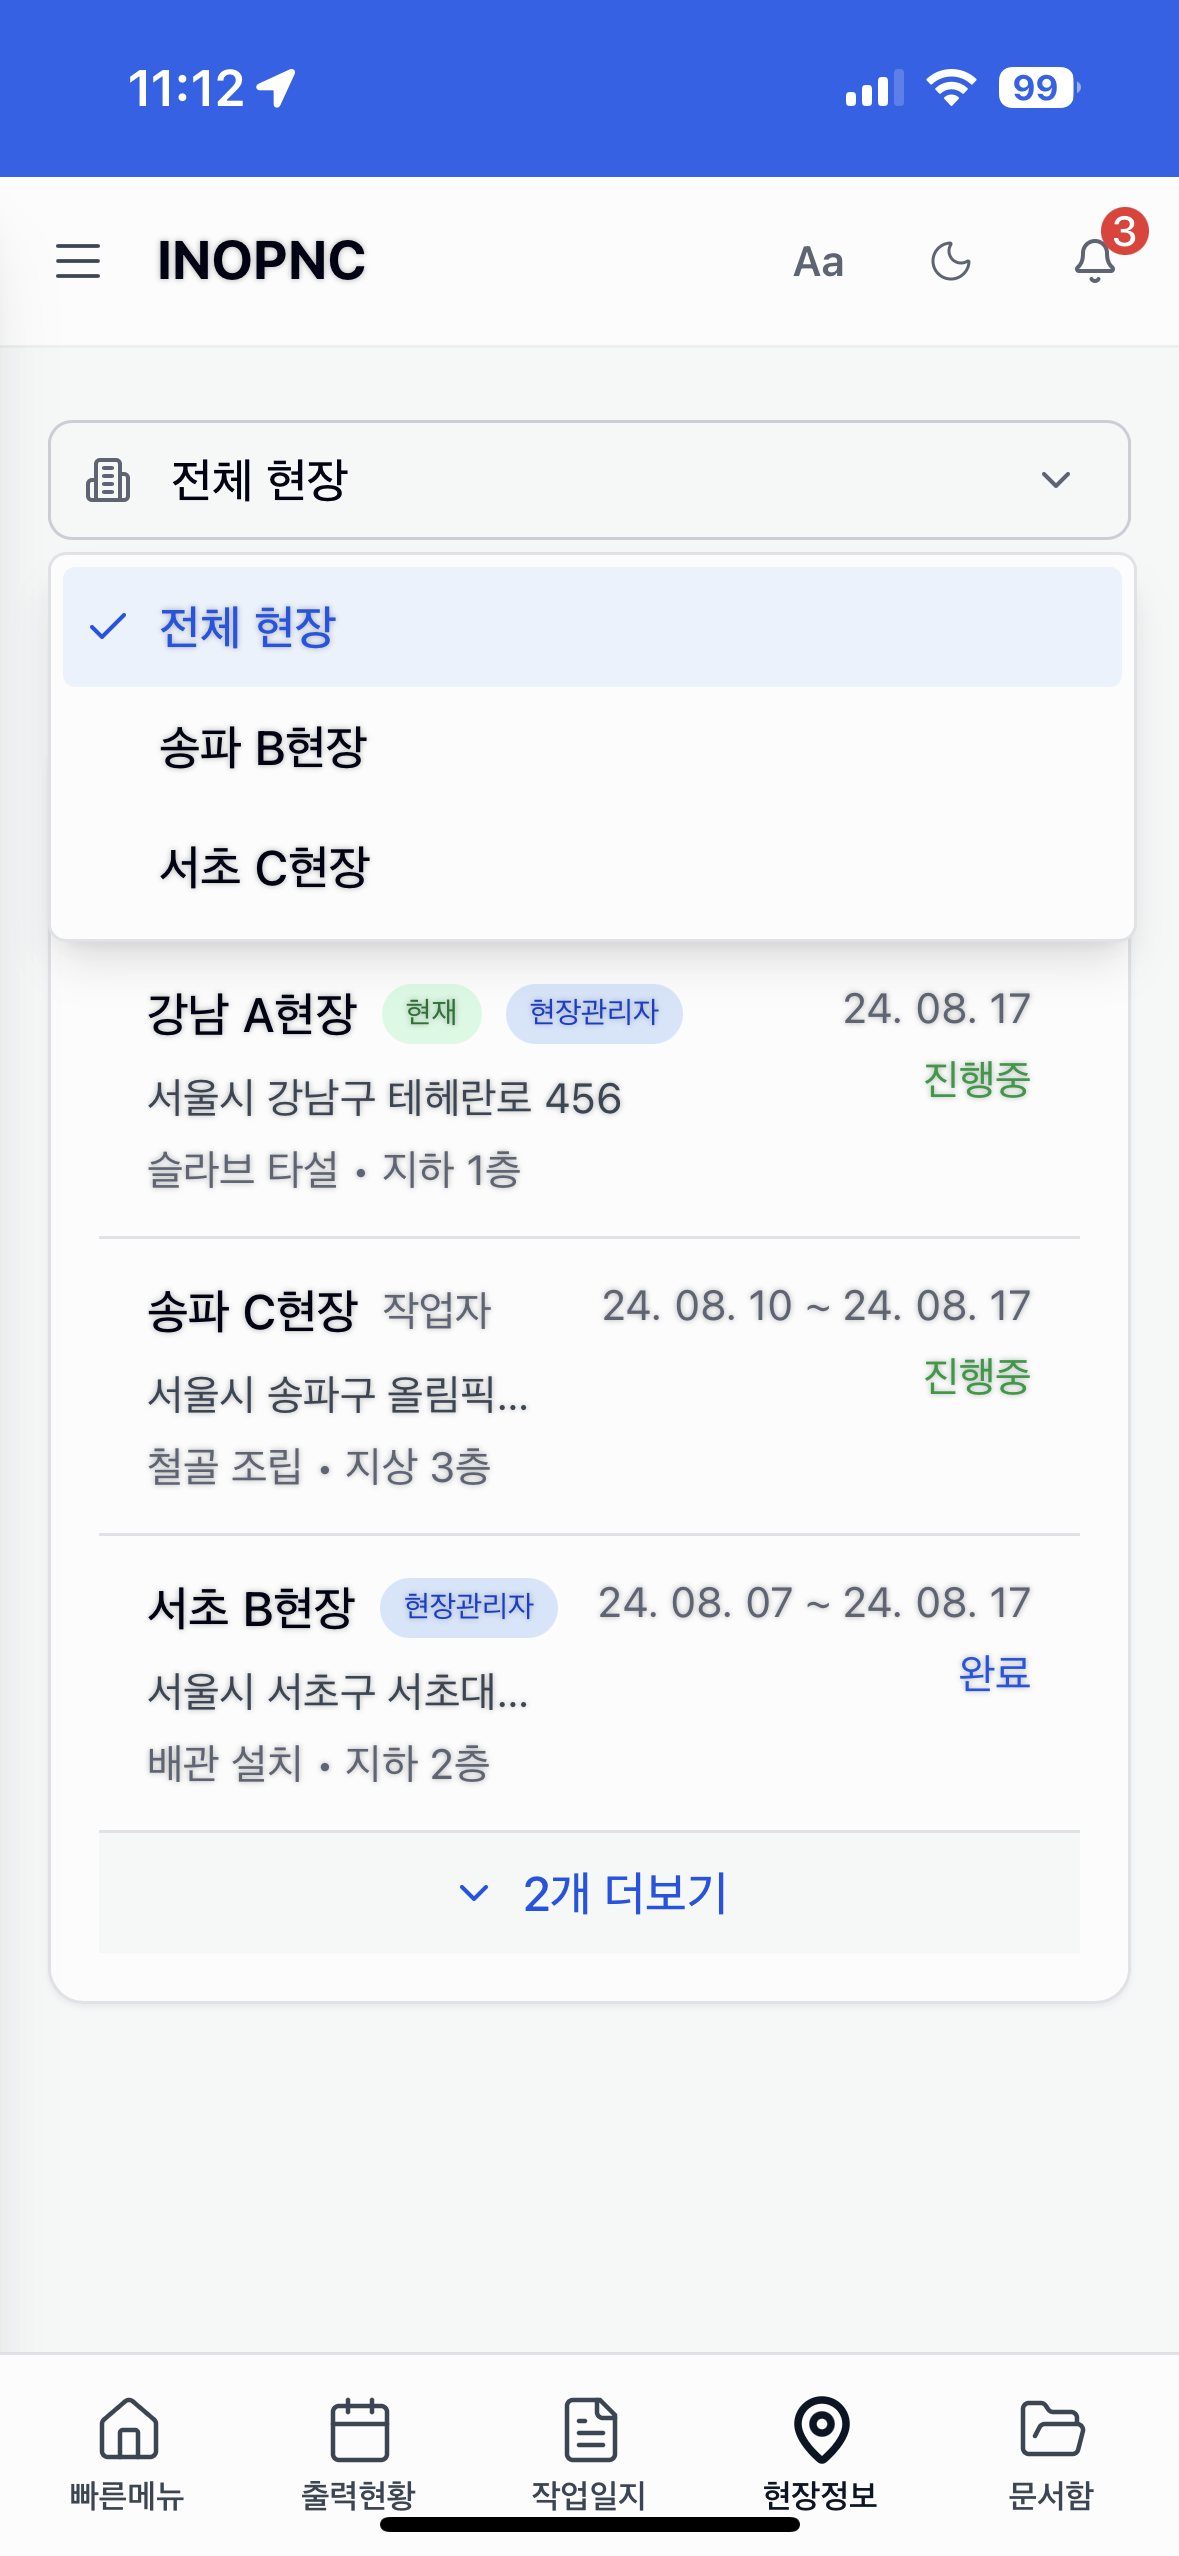 11:12
99
INOPNC
Aa
3
전체 현장
전체 현장
송파 B현장
서초 C현장
강남 A현장 현재 현장관리자 24. 08. 17
서울시 강남구 테헤란로 456 진행중
슬라브 타설 • 지하 1층
송파 C현장 작업자 24. 08. 10 ~ 24. 08. 17
서울시 송파구 올림픽... 진행중
철골 조립 • 지상 3층
서초 B현장 현장관리자 24. 08. 07 ~ 24. 08. 17
서울시 서초구 서초대... 완료
배관 설치 • 지하 2층
2개 더보기
빠른메뉴 출력현황 작업일지 현장정보 문서함